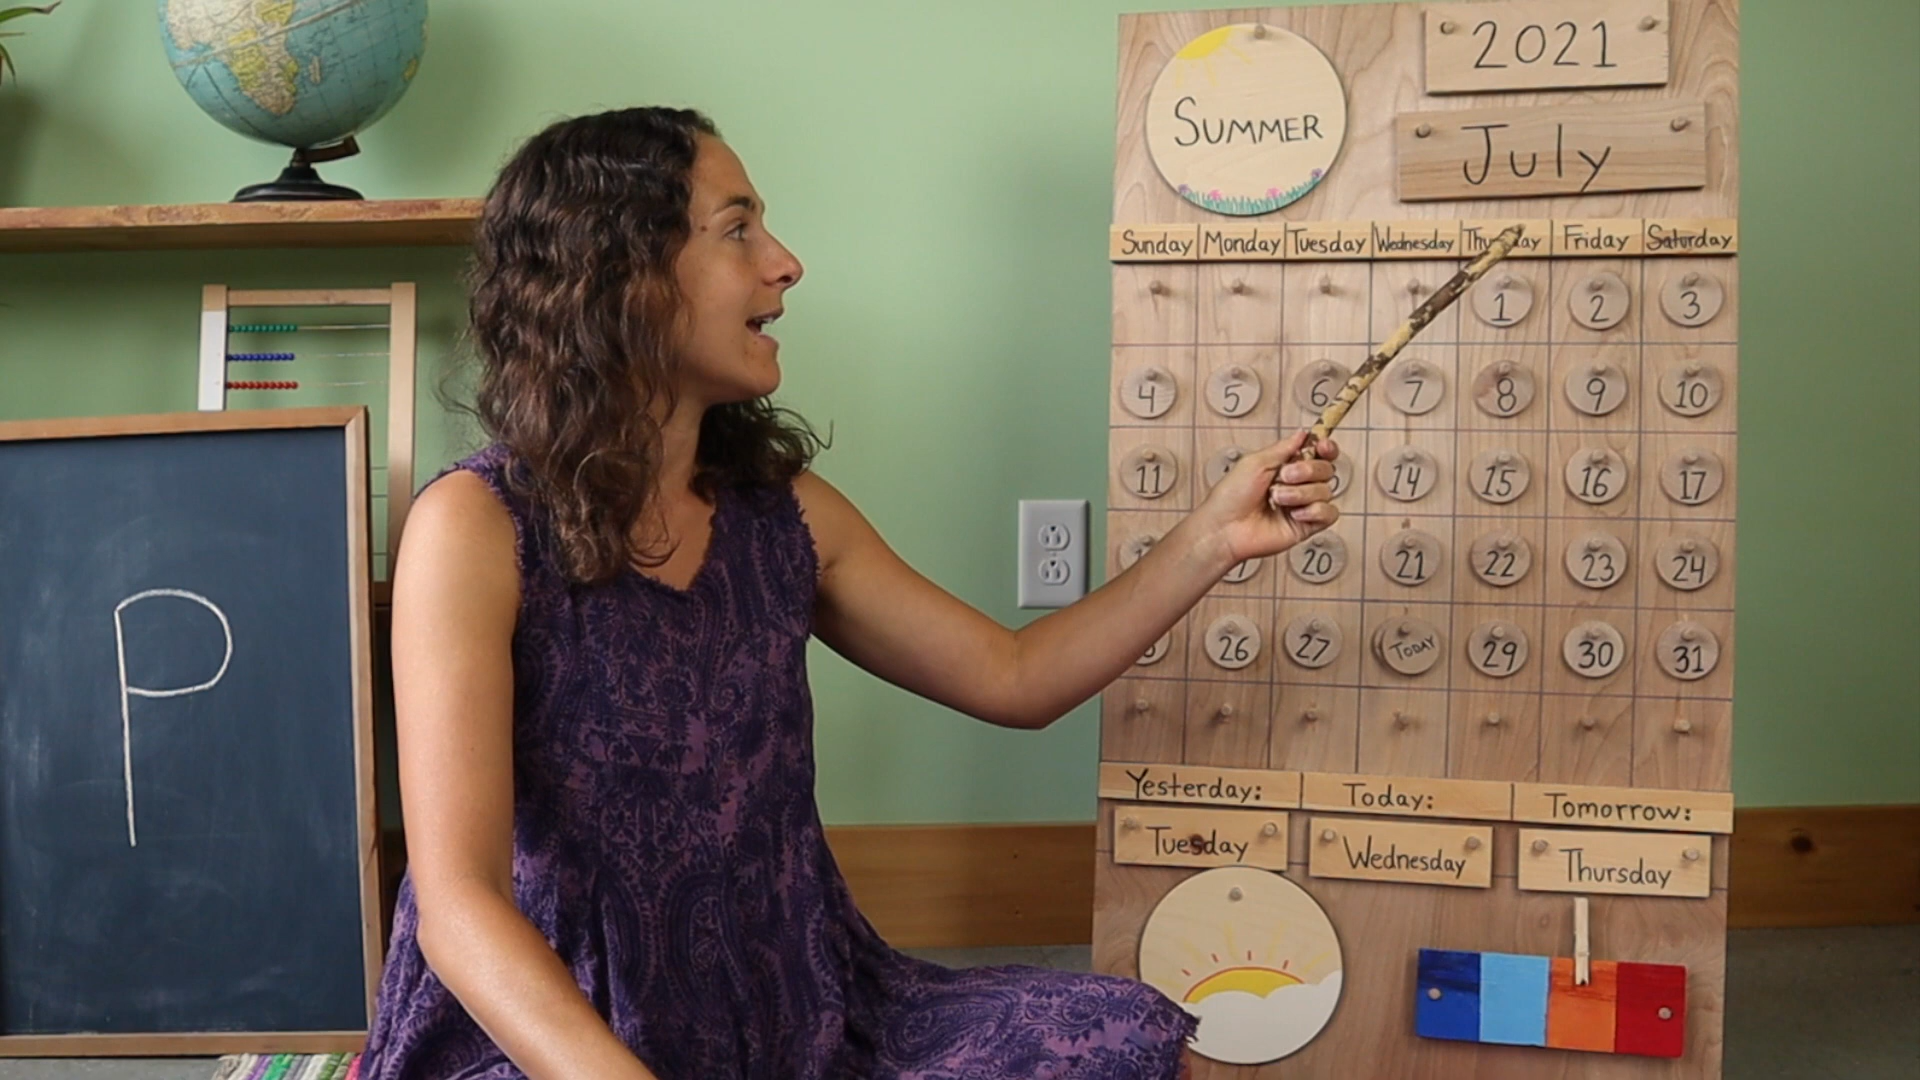 2021
SUMMER
July
Sunday Monday Tuesday Wednesday Thursday Friday Saturday
1 2 3
4 5 6 7 8 9 10
11 14 15 16 17
20 21 22 23 24
26 27 TODAY 29 30 31
Yesterday: Today: Tomorrow:
Tuesday Wednesday Thursday
P